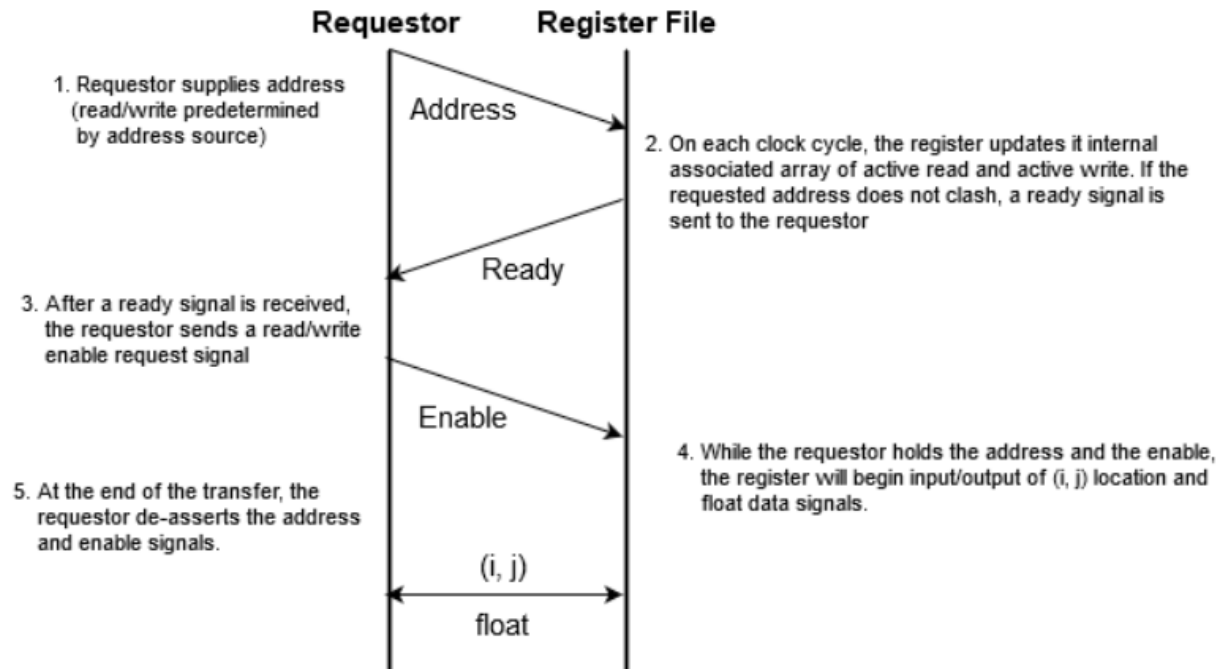 Requestor
Register File
1. Requestor supplies address
(read/write predetermined
by address source)
Address
2. On each clock cycle, the register updates it internal
associated array of active read and active write. If the
requested address does not clash, a ready signal is
sent to the requestor
Ready
3. After a ready signal is received,
the requestor sends a read/write
enable request signal
Enable
4. While the requestor holds the address and the enable,
the register will begin input/output of (i, j) location and
float data signals.
5. At the end of the transfer, the
requestor de-asserts the address
and enable signals.
(i, j)
float